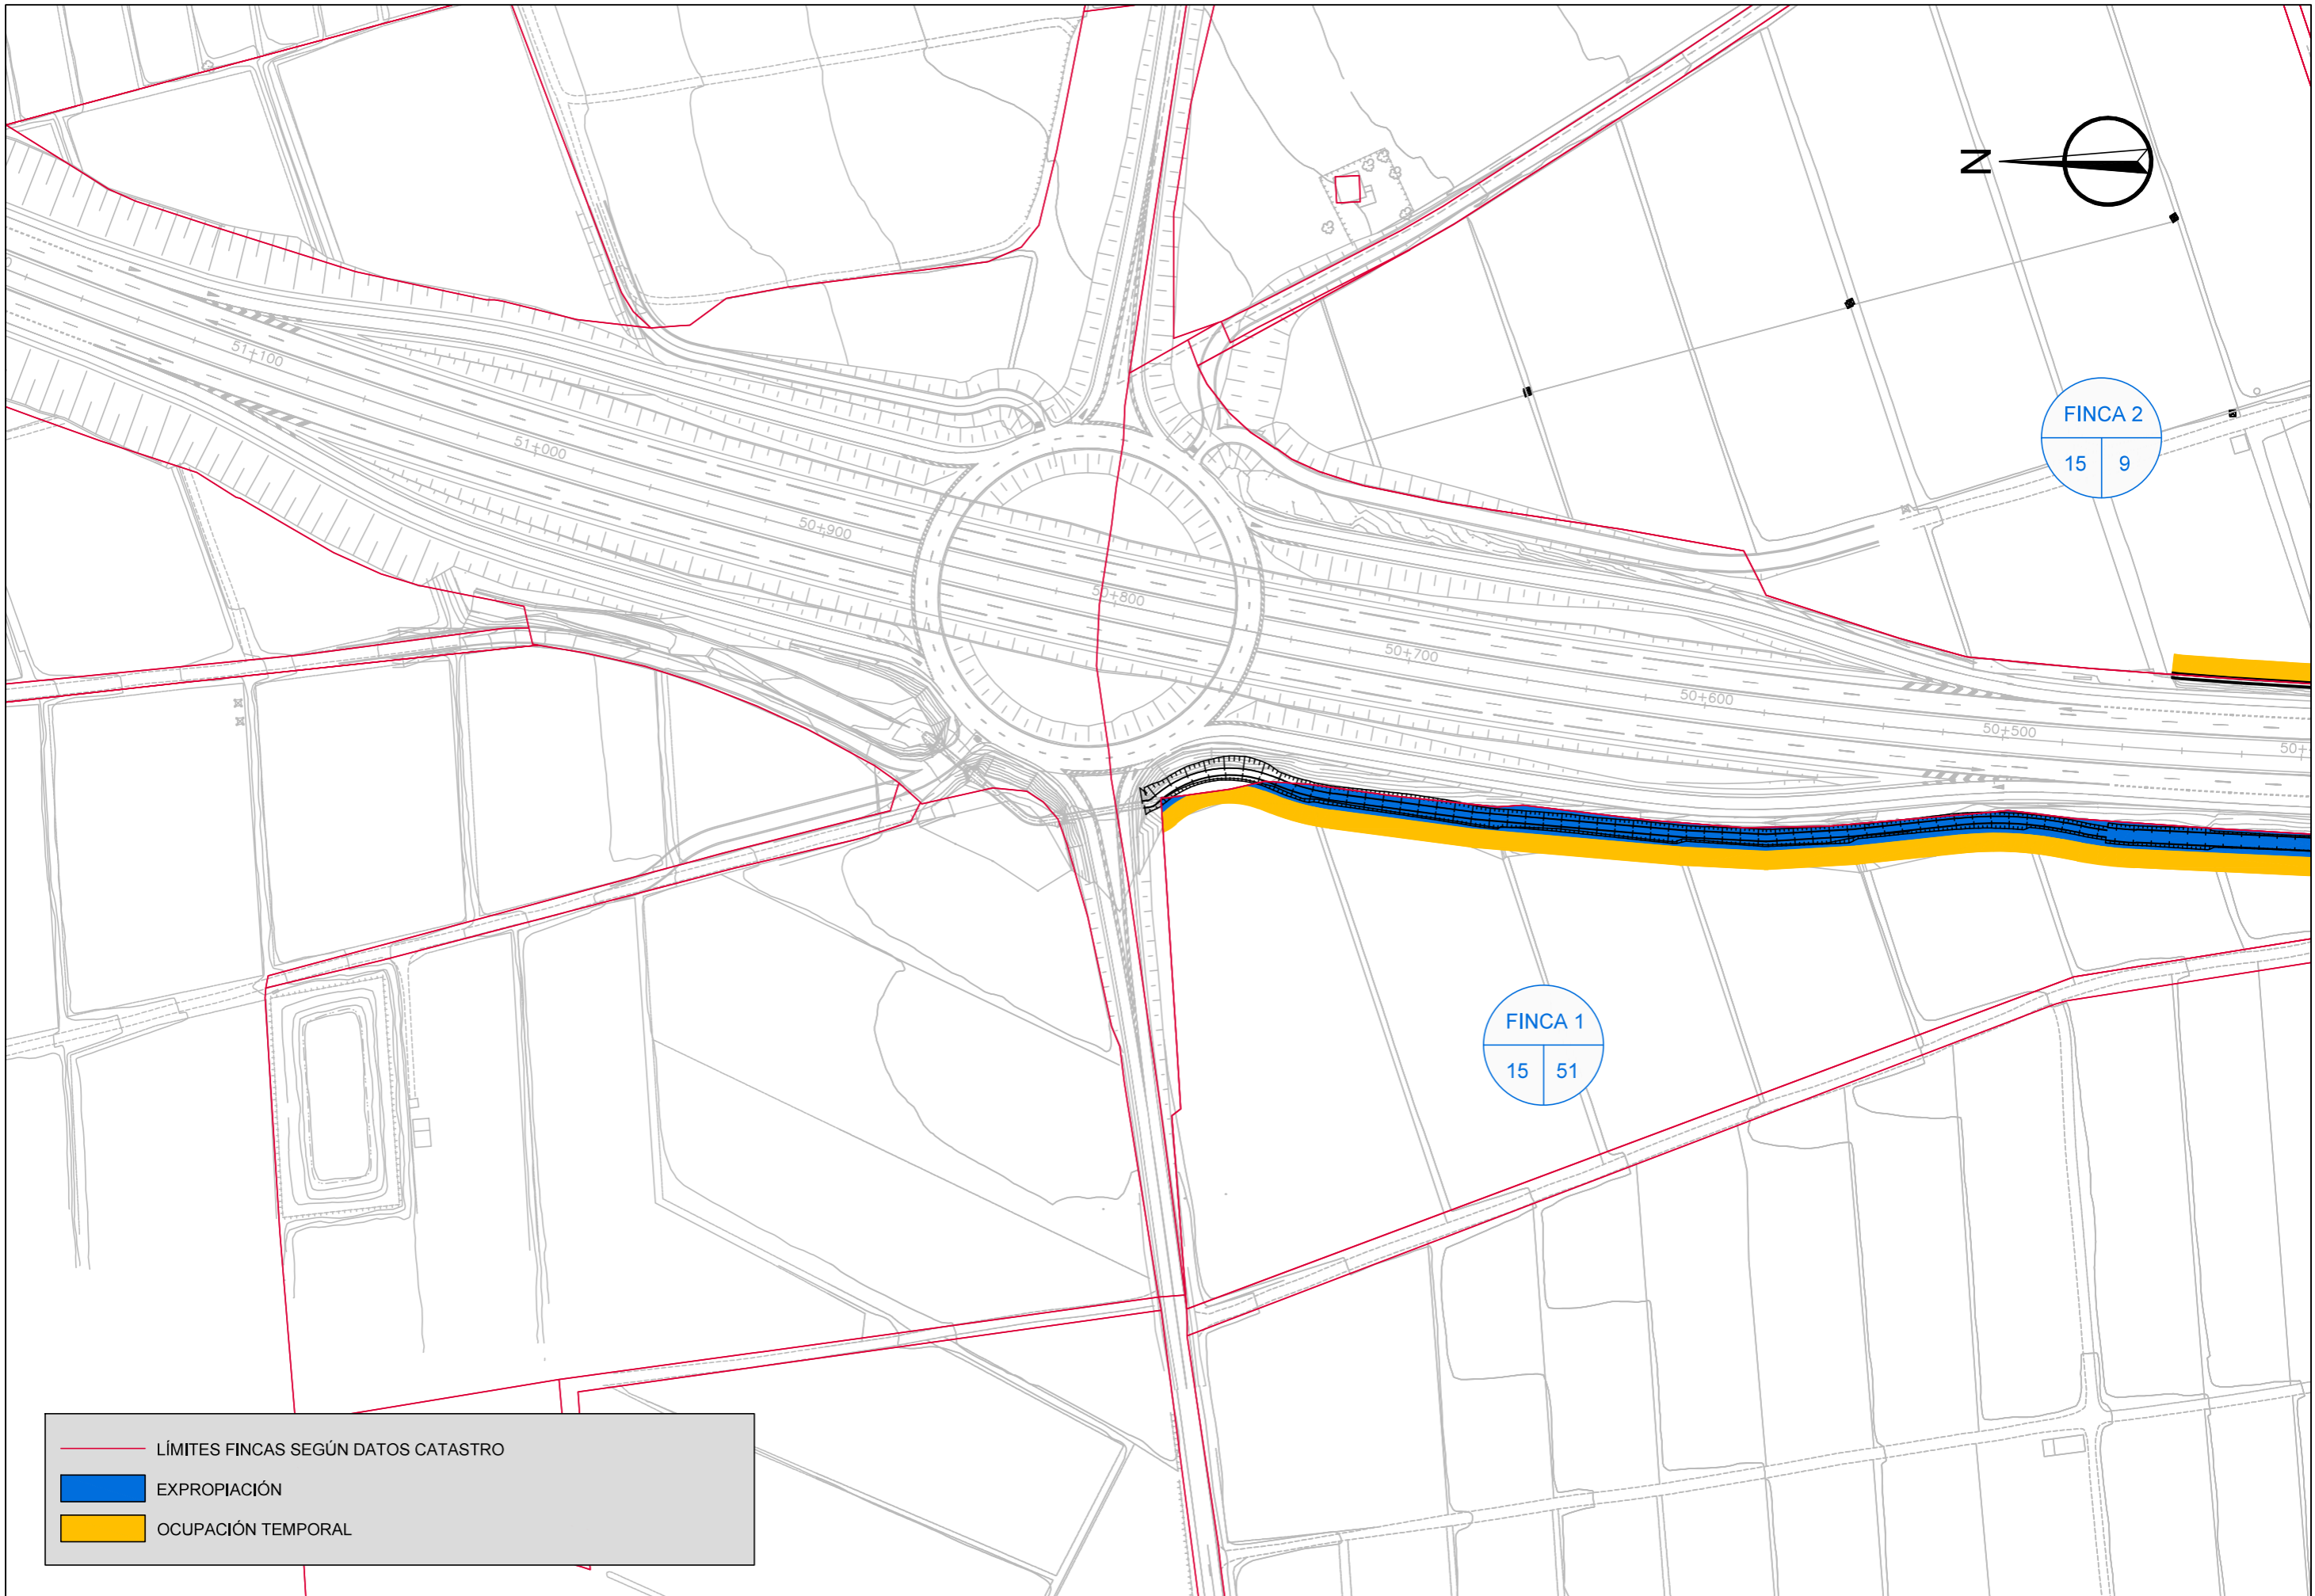 N
FINCA 2
15 9
51+100
51+000
50+900
50+800
50+700
50+600
50+500
50+
FINCA 1
15 51
LÍMITES FINCAS SEGÚN DATOS CATASTRO
EXPROPIACIÓN
OCUPACIÓN TEMPORAL